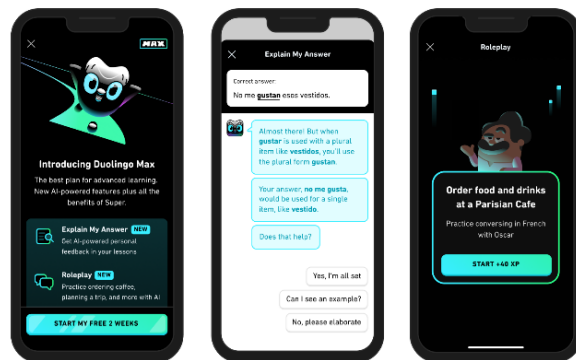 MAX
Introducing Duolingo Max
The best plan for advanced learning.
New AI-powered features plus all the
benefits of Super.
Explain My Answer NEW
Get AI-powered personal
feedback in your lessons
Roleplay NEW
Practice ordering coffee,
planning a trip, and more with AI
START MY FREE 2 WEEKS
Explain My Answer
Correct answer:
No me gustan esos vestidos.
Almost there! But when
gustar is used with a plural
item like vestidos, you'll use
the plural form gustan.
Your answer, no me gusta,
would be used for a single
item, like vestido.
Does that help?
Yes, I'm all set
Can I see an example?
No, please elaborate
Roleplay
Order food and drinks
at a Parisian Cafe
Practice conversing in French
with Oscar
START +40 XP